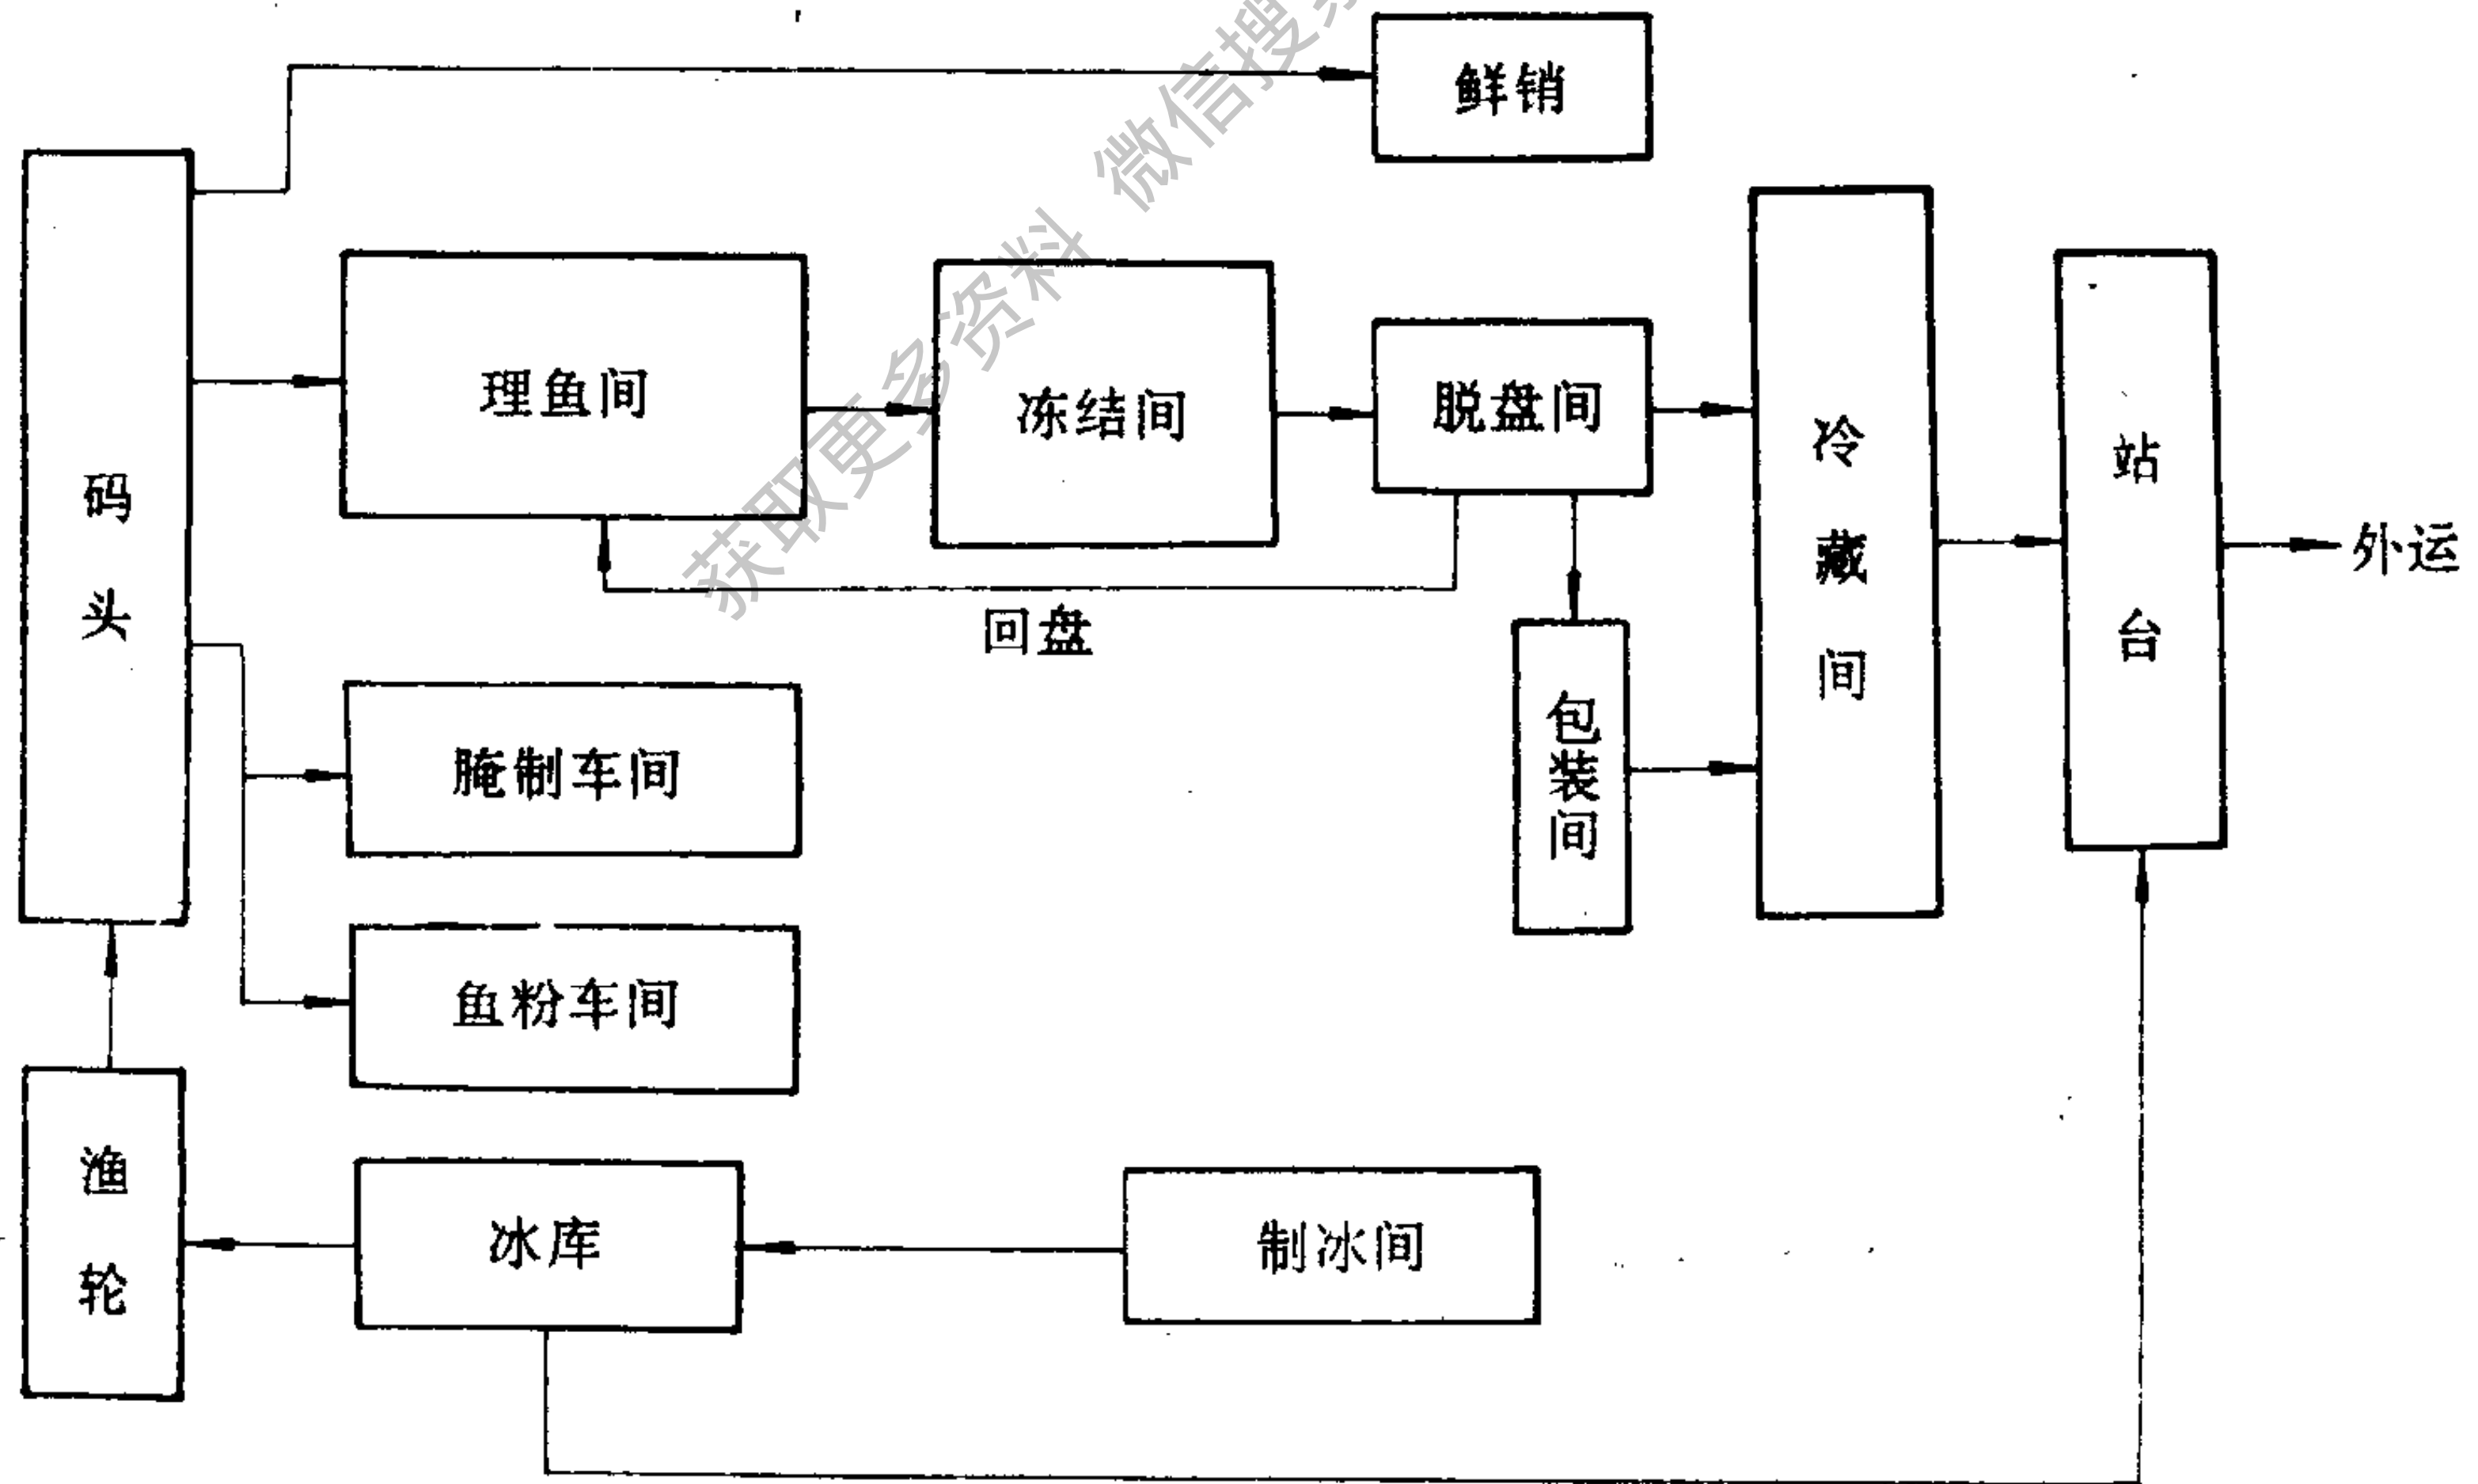 鲜销
码头
理鱼间
冻结间
脱盘间
冷藏间
站台
外运
回盘
包装间
腌制车间
鱼粉车间
渔轮
冰库
制冰间
获取更多资料 微信搜